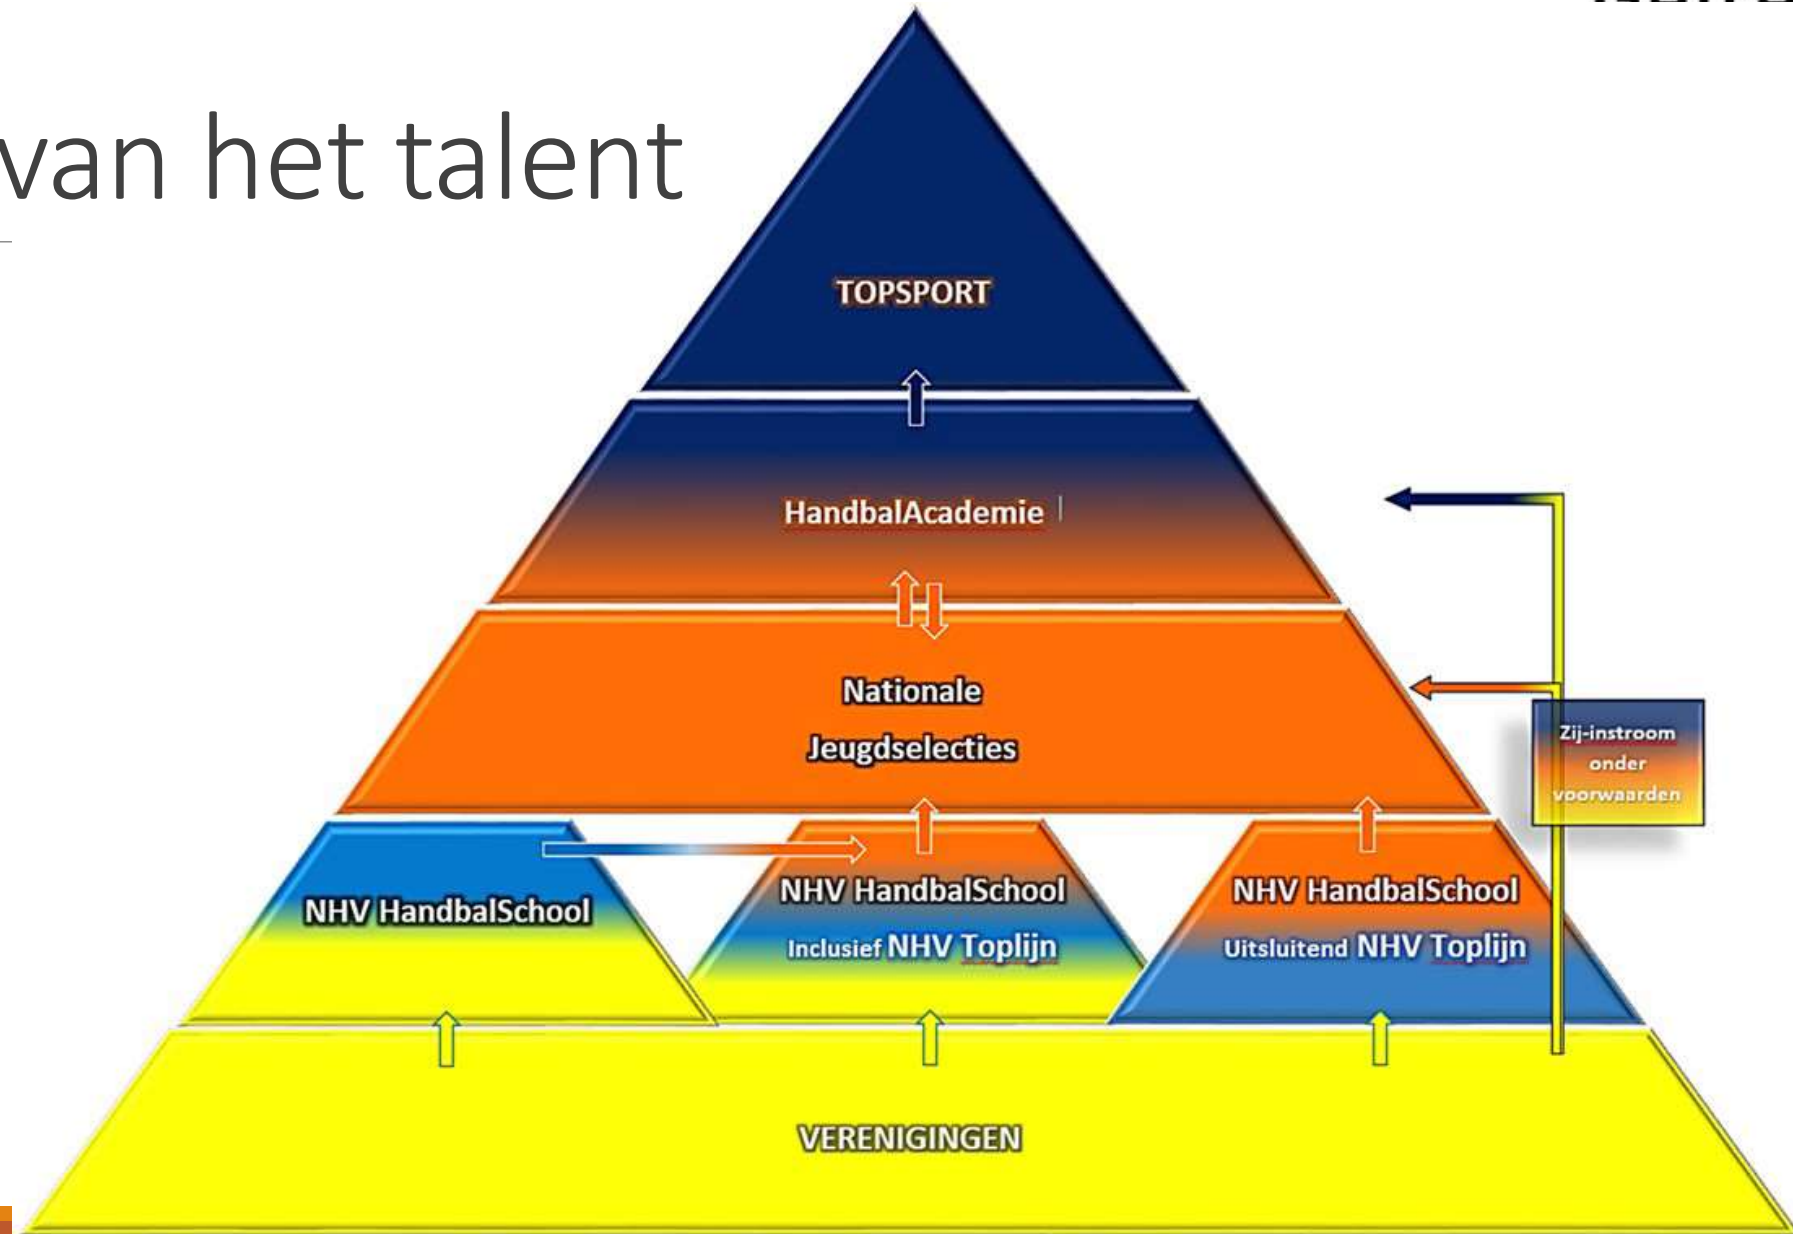 van het talent
TOPSPORT
HandbalAcademie
Nationale
Jeugdselecties
Zij-instroom
onder
voorwaarden
NHV HandbalSchool
NHV HandbalSchool
Inclusief NHV Toplijn
NHV HandbalSchool
Uitsluitend NHV Toplijn
VERENIGINGEN